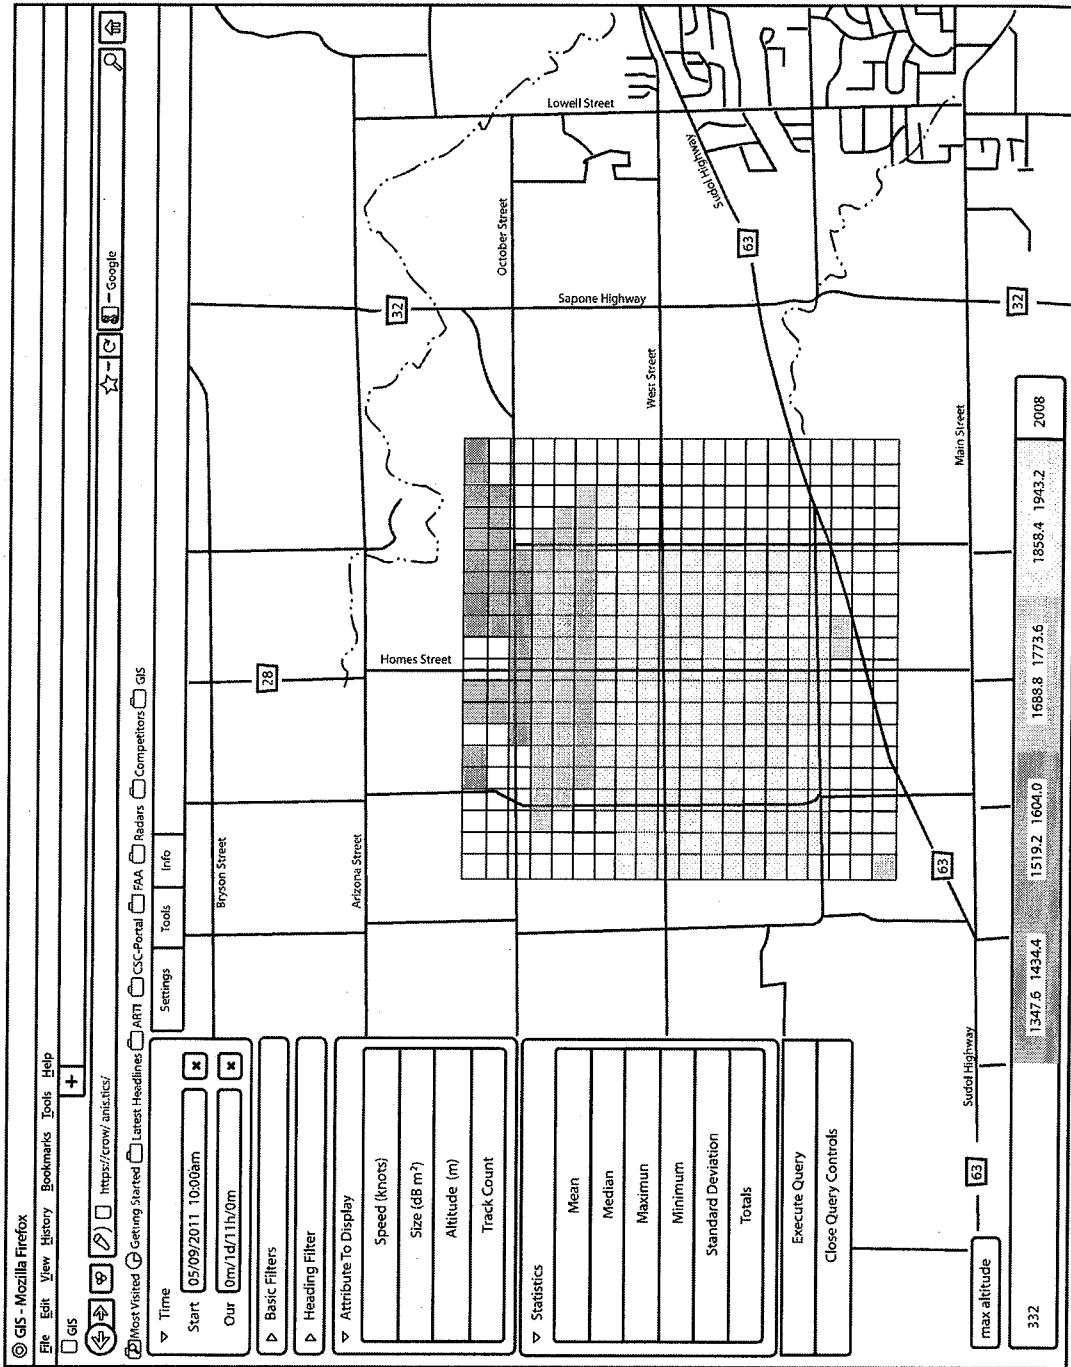 GIS - Mozilla Firefox
File Edit View History Bookmarks Tools Help
GIS
+
https://crow/ anis.tics/
Google
Most Visited Getting Started Latest Headlines ARTI CSC-Portal FAA Radars Competitors GIS
Settings Tools Info
Time
Start 05/09/2011 10:00am x
Our 0m/1d/11h/0m x
Basic Filters
Heading Filter
Attribute To Display
Speed (knots)
Size (dB m²)
Altitude (m)
Track Count
Statistics
Mean
Median
Maximun
Minimum
Standard Deviation
Totals
Execute Query
Close Query Controls
Bryson Street
28
Arizona Street
Homes Street
32
October Street
Lowell Street
Sapone Highway
West Street
Sudol Highway
63
63
Main Street
32
Sudol Highway
63
max altitude
332 1347.6 1434.4 1519.2 1604.0 1688.8 1773.6 1858.4 1943.2 2008